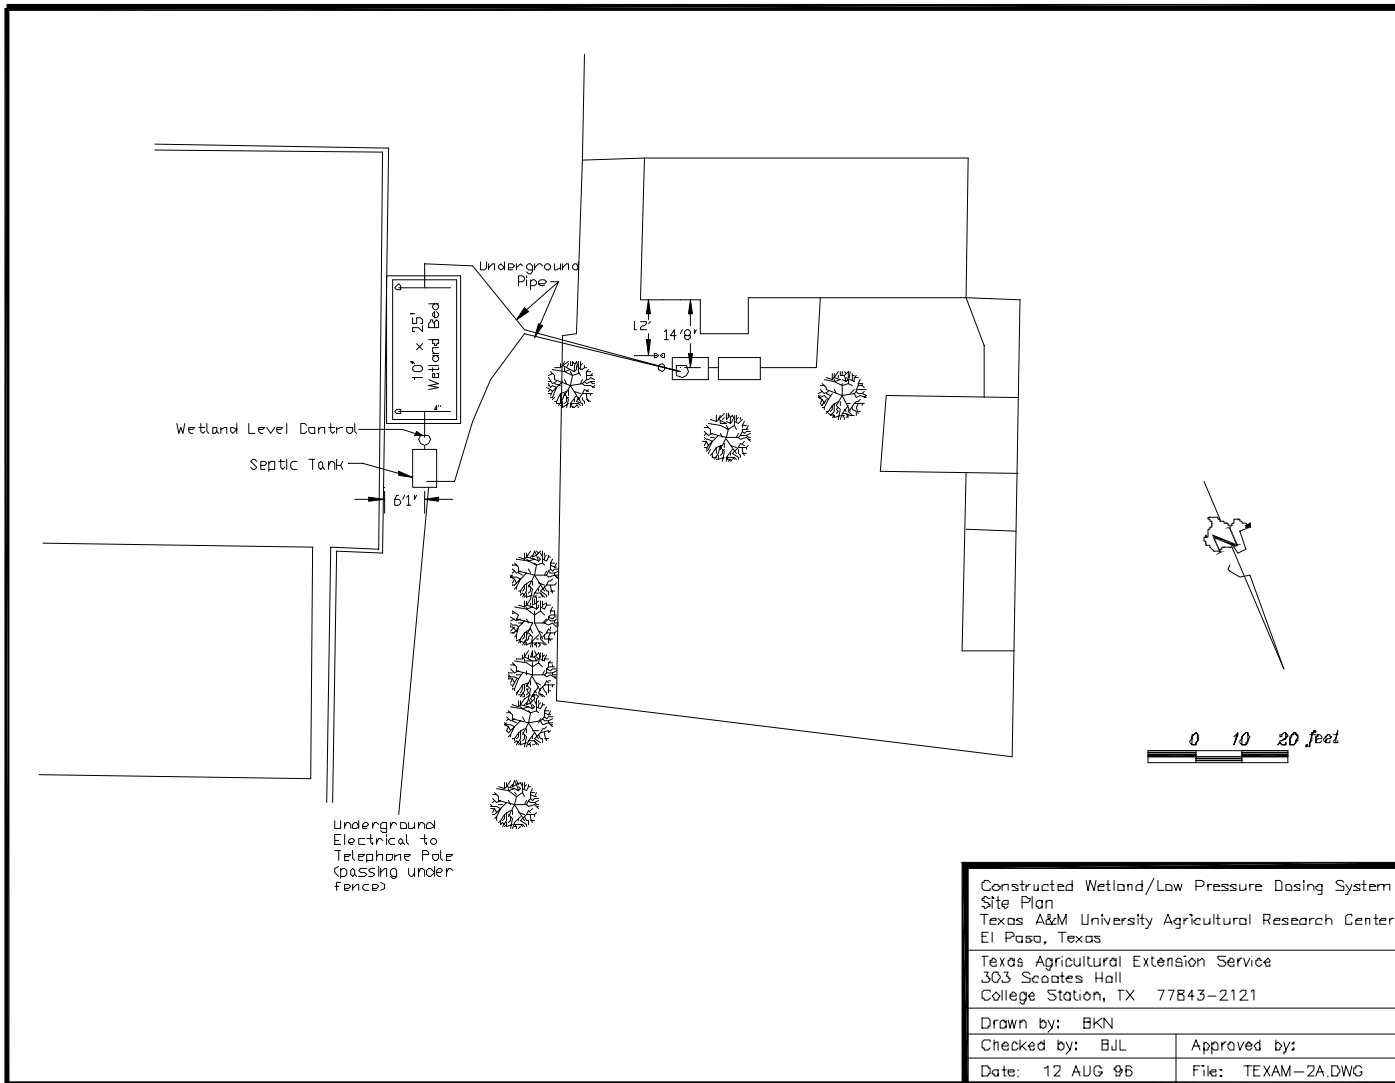 Underground
Pipe
12'
14'8"
10' x 25'
Wetland Bed
4"
Wetland Level Control
Septic Tank
6'1"
N
0 10 20 feet
Underground
Electrical to
Telephone Pole
(passing under
fence)
Constructed Wetland/Low Pressure Dosing System
Site Plan
Texas A&M University Agricultural Research Center
El Paso, Texas
Texas Agricultural Extension Service
303 Scoates Hall
College Station, TX 77843-2121
Drawn by: BKN
Checked by: BJL
Approved by:
Date: 12 AUG 96
File: TEXAM-2A.DWG